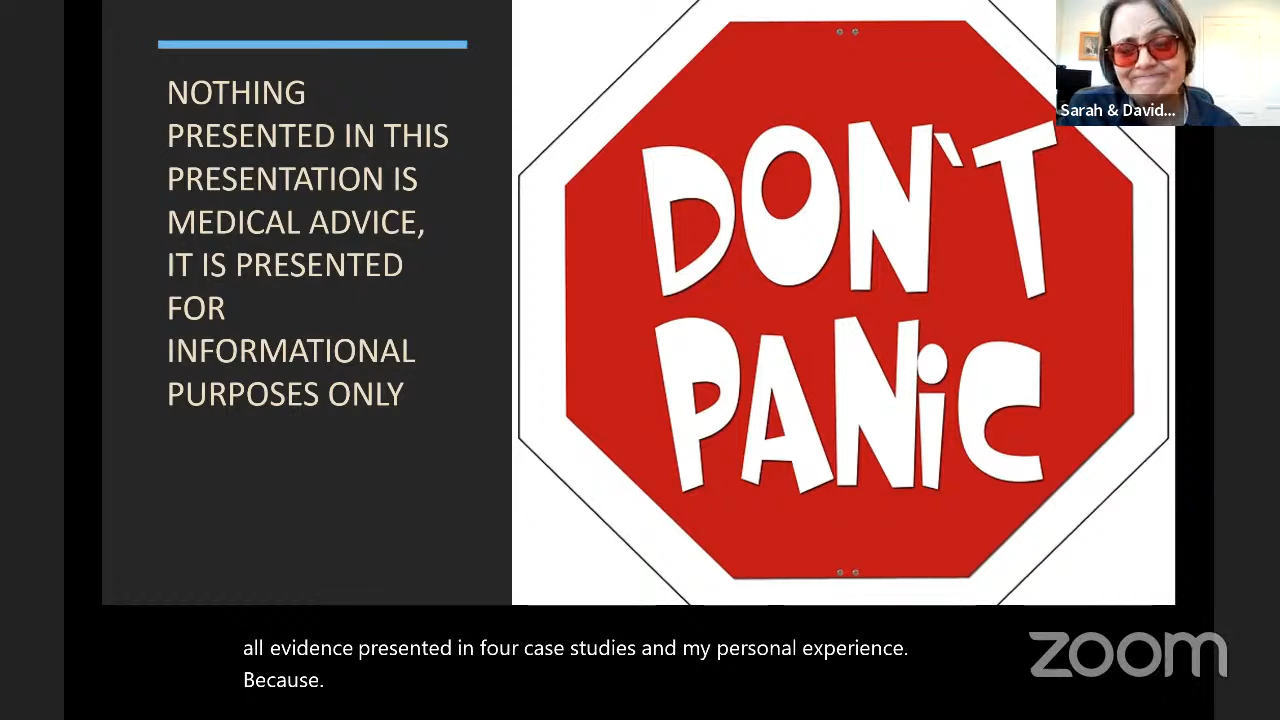 NOTHING
PRESENTED IN THIS
PRESENTATION IS
MEDICAL ADVICE,
IT IS PRESENTED
FOR
INFORMATIONAL
PURPOSES ONLY
DON`T
PANiC
Sarah & David...
all evidence presented in four case studies and my personal experience.
Because.
zoom